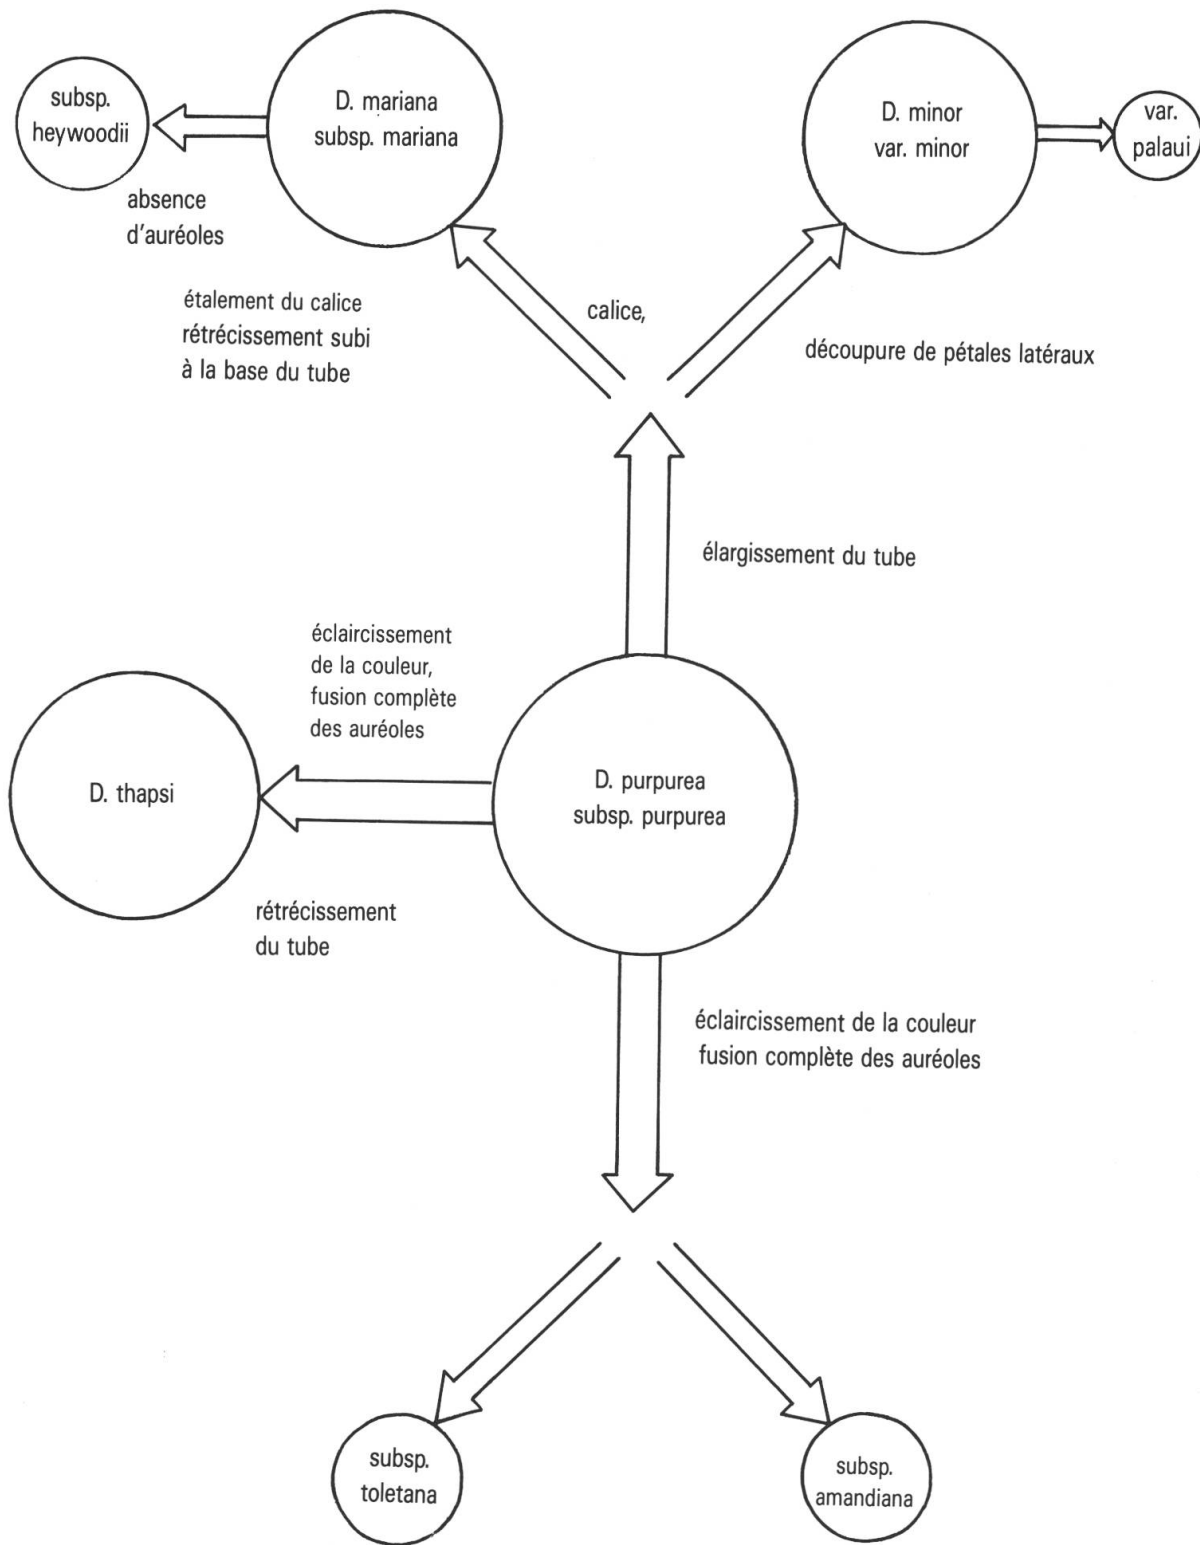 subsp.
heywoodii
D. mariana
subsp. mariana
D. minor
var. minor
var.
palaui
absence
d'auréoles
étalement du calice
rétrécissement subi
à la base du tube
calice,
découpure de pétales latéraux
élargissement du tube
éclaircissement
de la couleur,
fusion complète
des auréoles
D. thapsi
D. purpurea
subsp. purpurea
rétrécissement
du tube
éclaircissement de la couleur
fusion complète des auréoles
subsp.
toletana
subsp.
amandiana